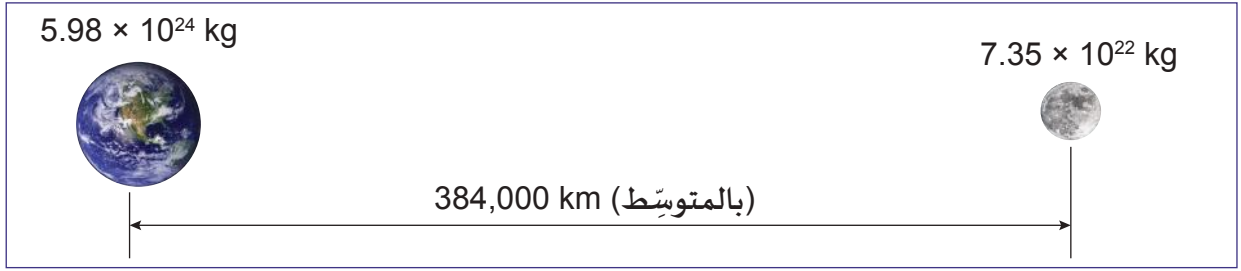 5.98 × 10²⁴ kg
7.35 × 10²² kg
384,000 km (بالمتوسِّط)